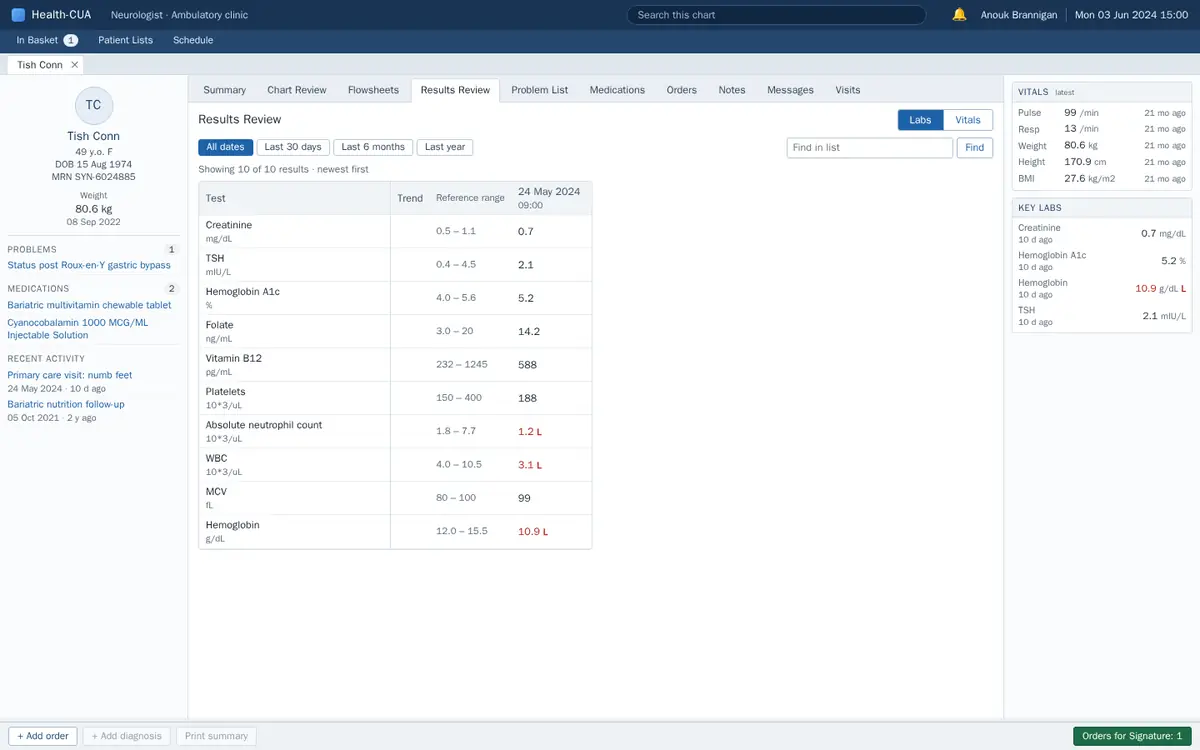 Health-CUA
Neurologist · Ambulatory clinic
Search this chart
Anouk Brannigan
Mon 03 Jun 2024 15:00
In Basket 1
Patient Lists
Schedule
Tish Conn ✕
TC
Tish Conn
49 y.o. F
DOB 15 Aug 1974
MRN SYN-6024885
Weight
80.6 kg
08 Sep 2022
PROBLEMS 1
Status post Roux-en-Y gastric bypass
MEDICATIONS 2
Bariatric multivitamin chewable tablet
Cyanocobalamin 1000 MCG/ML
Injectable Solution
RECENT ACTIVITY
Primary care visit: numb feet
24 May 2024 · 10 d ago
Bariatric nutrition follow-up
05 Oct 2021 · 2 y ago
Summary
Chart Review
Flowsheets
Results Review
Problem List
Medications
Orders
Notes
Messages
Visits
Results Review
Labs
Vitals
All dates
Last 30 days
Last 6 months
Last year
Find in list
Find
Showing 10 of 10 results · newest first
Test
Trend
Reference range
24 May 2024
09:00
Creatinine
mg/dL
0.5 – 1.1
0.7
TSH
mIU/L
0.4 – 4.5
2.1
Hemoglobin A1c
%
4.0 – 5.6
5.2
Folate
ng/mL
3.0 – 20
14.2
Vitamin B12
pg/mL
232 – 1245
588
Platelets
10*3/uL
150 – 400
188
Absolute neutrophil count
10*3/uL
1.8 – 7.7
1.2 L
WBC
10*3/uL
4.0 – 10.5
3.1 L
MCV
fL
80 – 100
99
Hemoglobin
g/dL
12.0 – 15.5
10.9 L
VITALS latest
Pulse 99 /min 21 mo ago
Resp 13 /min 21 mo ago
Weight 80.6 kg 21 mo ago
Height 170.9 cm 21 mo ago
BMI 27.6 kg/m2 21 mo ago
KEY LABS
Creatinine
10 d ago
0.7 mg/dL
Hemoglobin A1c
10 d ago
5.2 %
Hemoglobin
10 d ago
10.9 g/dL L
TSH
10 d ago
2.1 mIU/L
+ Add order
+ Add diagnosis
Print summary
Orders for Signature: 1